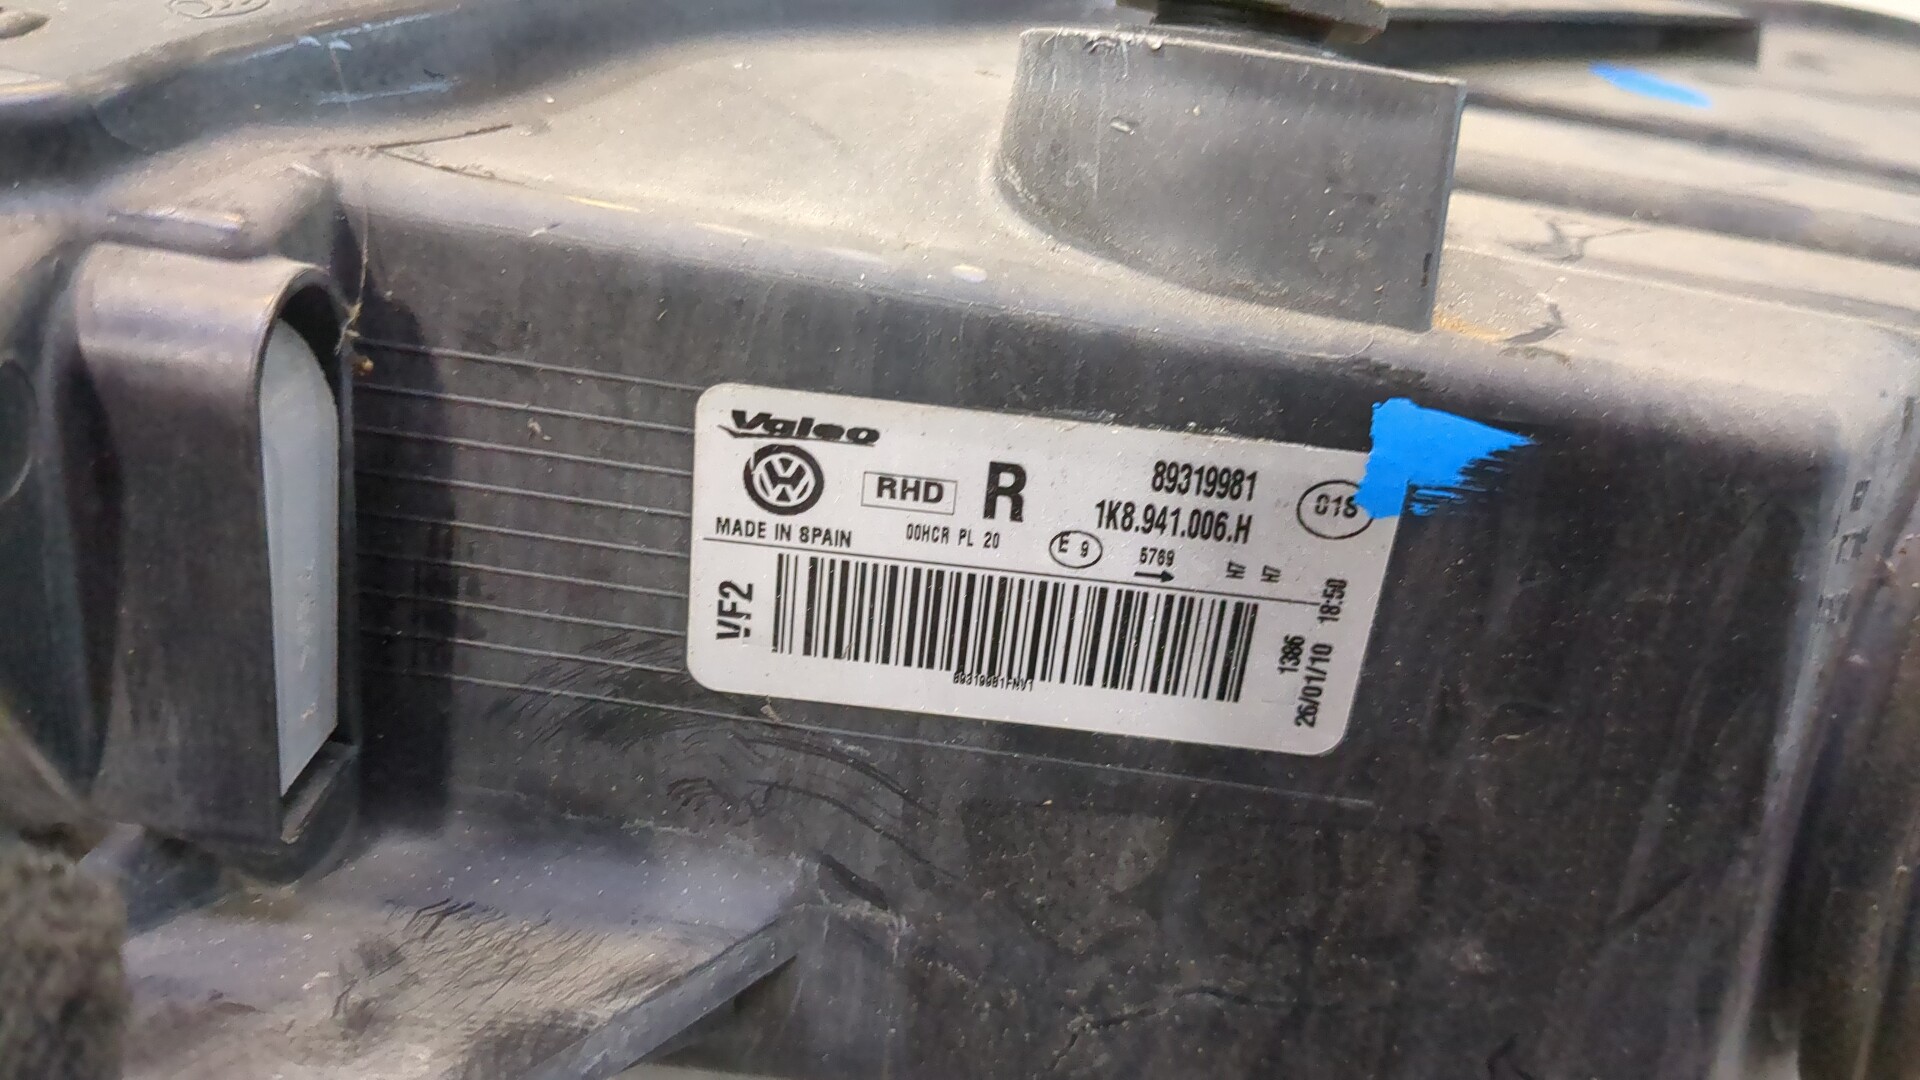 Valeo
RHD
R
89319981
1K8.941.006.H
018
MADE IN SPAIN
00HCR PL 20
E 9
5769
H7 H7
VF2
1386
26/01/10 18:50
89319981FNV1